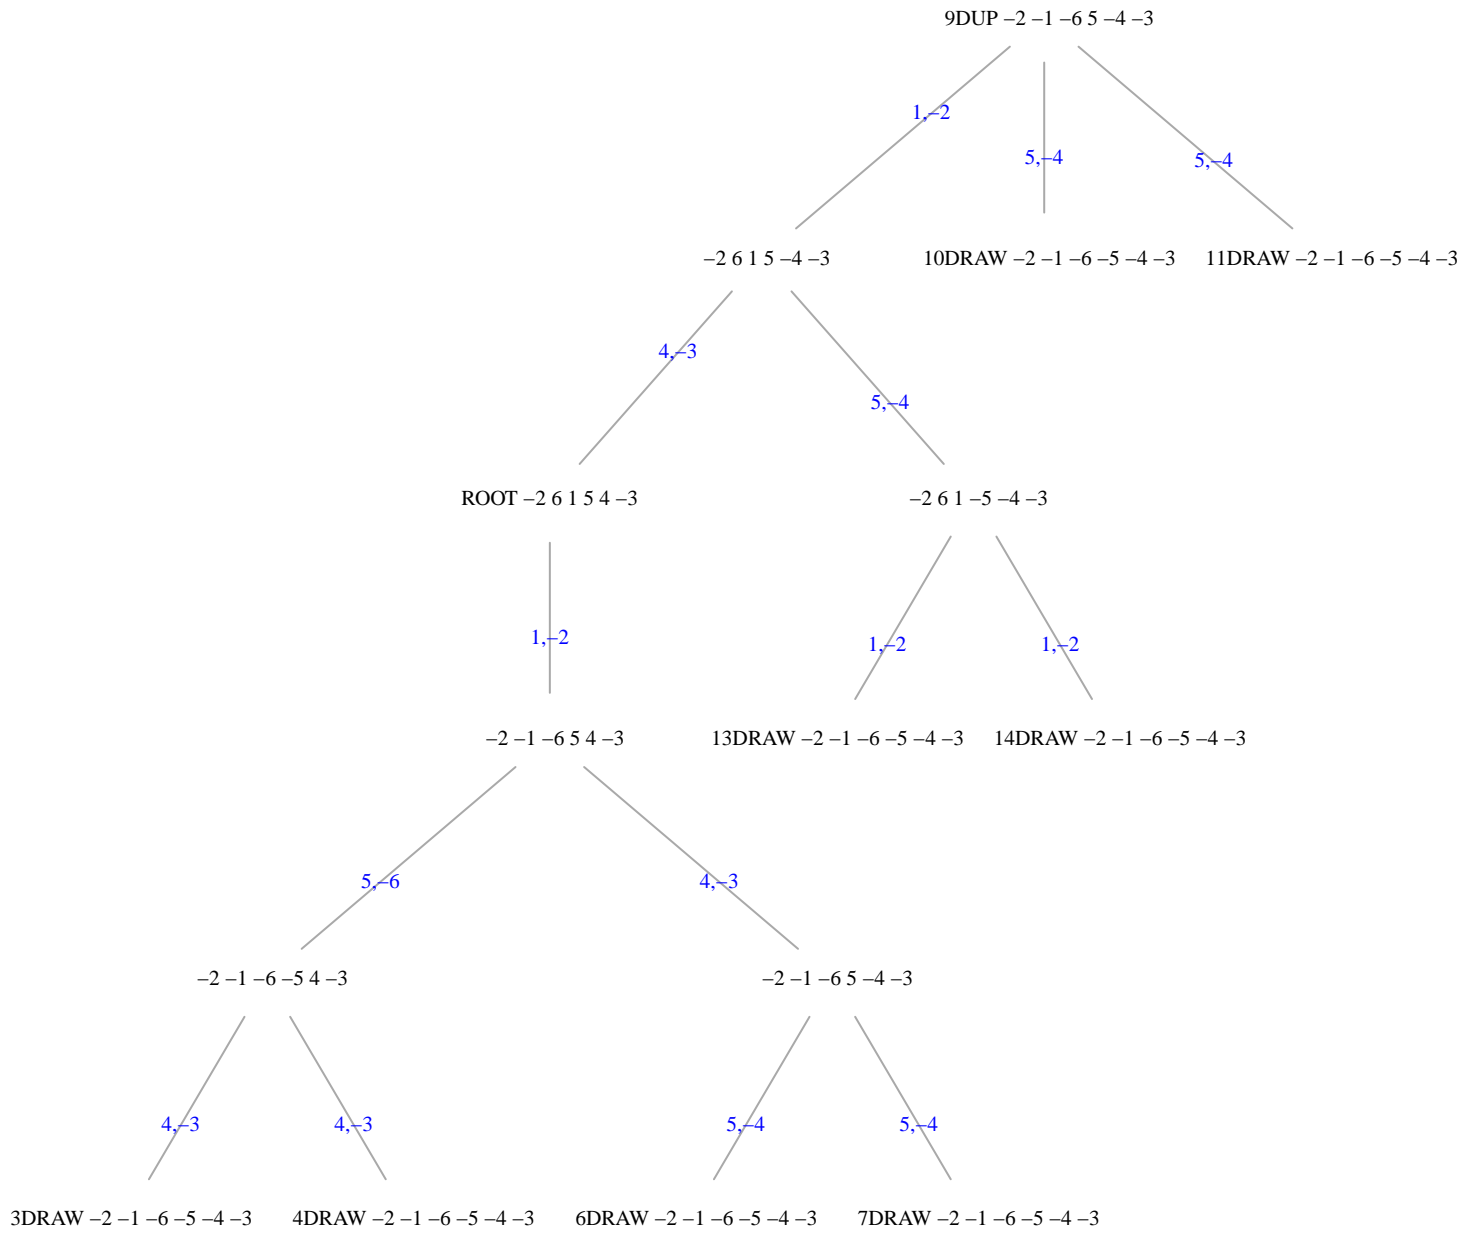 9DUP –2 –1 –6 5 –4 –3
1,–2
5,–4
5,–4
–2 6 1 5 –4 –3
10DRAW –2 –1 –6 –5 –4 –3
11DRAW –2 –1 –6 –5 –4 –3
4,–3
5,–4
ROOT –2 6 1 5 4 –3
–2 6 1 –5 –4 –3
1,–2
1,–2
1,–2
–2 –1 –6 5 4 –3
13DRAW –2 –1 –6 –5 –4 –3
14DRAW –2 –1 –6 –5 –4 –3
5,–6
4,–3
–2 –1 –6 –5 4 –3
–2 –1 –6 5 –4 –3
4,–3
4,–3
5,–4
5,–4
3DRAW –2 –1 –6 –5 –4 –3
4DRAW –2 –1 –6 –5 –4 –3
6DRAW –2 –1 –6 –5 –4 –3
7DRAW –2 –1 –6 –5 –4 –3